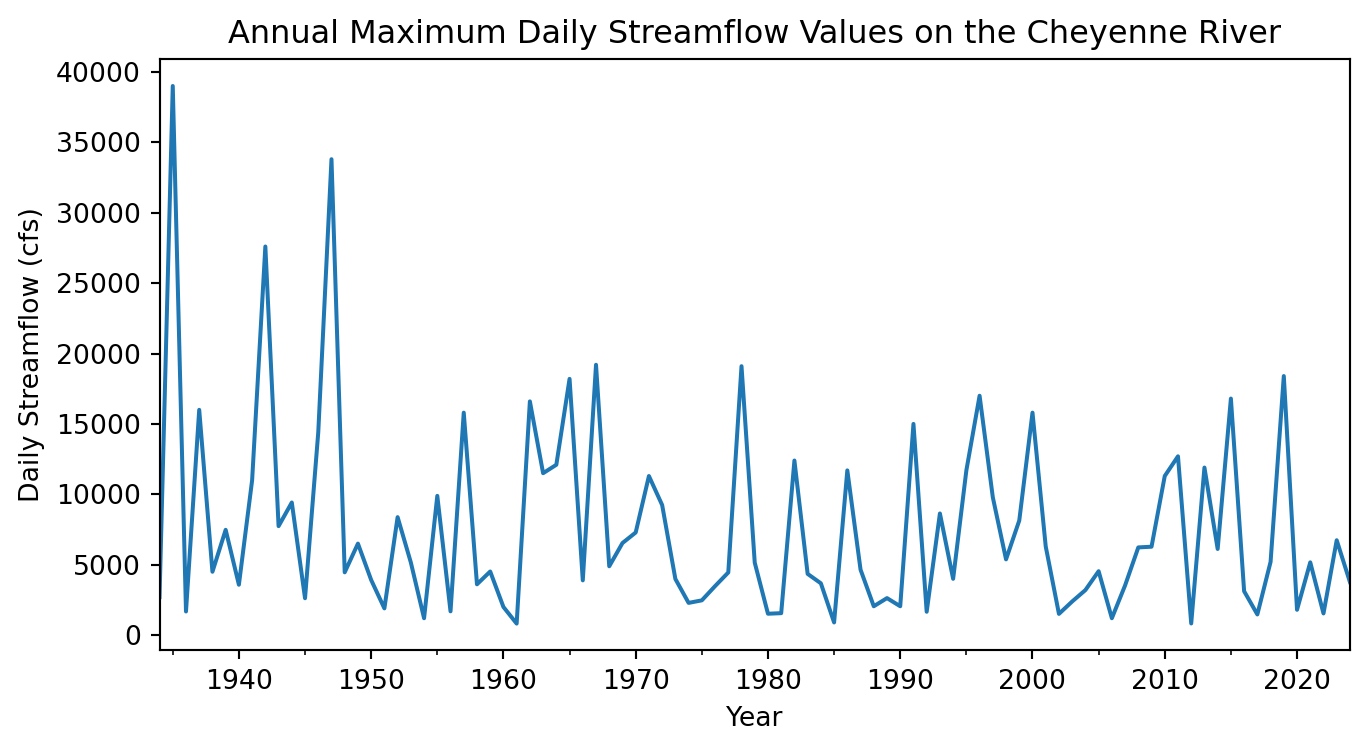 Annual Maximum Daily Streamflow Values on the Cheyenne River
40000
35000
30000
25000
20000
15000
10000
5000
0
Daily Streamflow (cfs)
1940 1950 1960 1970 1980 1990 2000 2010 2020
Year